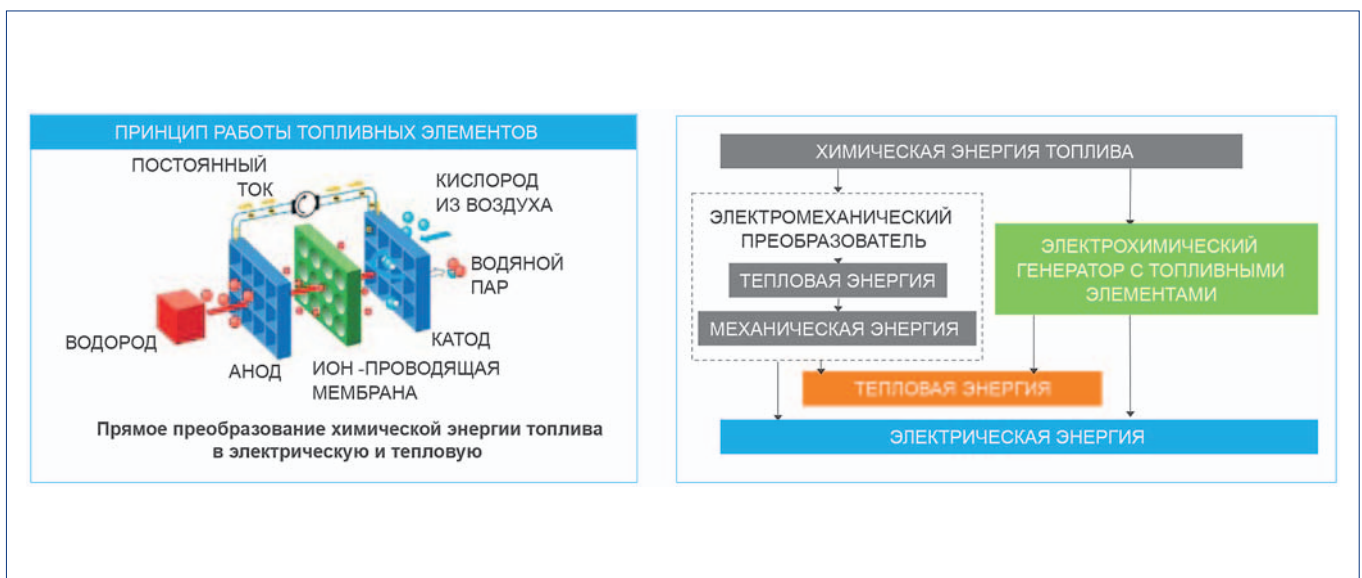 ПРИНЦИП РАБОТЫ ТОПЛИВНЫХ ЭЛЕМЕНТОВ
ПОСТОЯННЫЙ
ТОК
КИСЛОРОД
ИЗ ВОЗДУХА
ВОДЯНОЙ
ПАР
ВОДОРОД
КАТОД
АНОД
ИОН -ПРОВОДЯЩАЯ
МЕМБРАНА
Прямое преобразование химической энергии топлива
в электрическую и тепловую
ХИМИЧЕСКАЯ ЭНЕРГИЯ ТОПЛИВА
ЭЛЕКТРОМЕХАНИЧЕСКИЙ
ПРЕОБРАЗОВАТЕЛЬ
ТЕПЛОВАЯ ЭНЕРГИЯ
МЕХАНИЧЕСКАЯ ЭНЕРГИЯ
ЭЛЕКТРОХИМИЧЕСКИЙ
ГЕНЕРАТОР С ТОПЛИВНЫМИ
ЭЛЕМЕНТАМИ
ТЕПЛОВАЯ ЭНЕРГИЯ
ЭЛЕКТРИЧЕСКАЯ ЭНЕРГИЯ